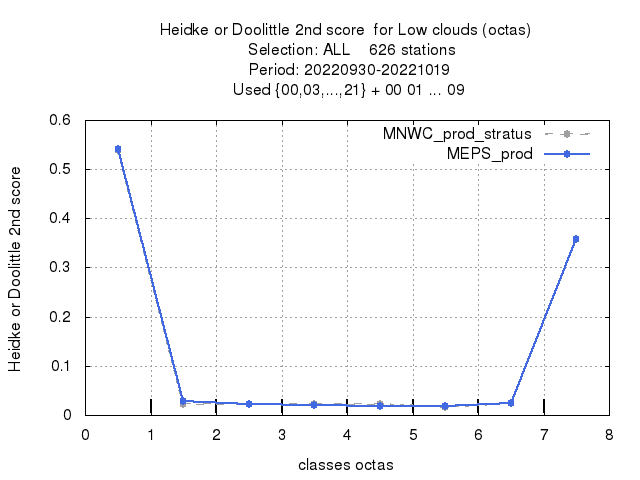 Heidke or Doolittle 2nd score  for Low clouds (octas)
Selection: ALL    626 stations
Period: 20220930-20221019
Used {00,03,...,21} + 00 01 ... 09
MNWC_prod_stratus
MEPS_prod
Heidke or Doolittle 2nd score
0.6
0.5
0.4
0.3
0.2
0.1
0
0 1 2 3 4 5 6 7 8
classes octas